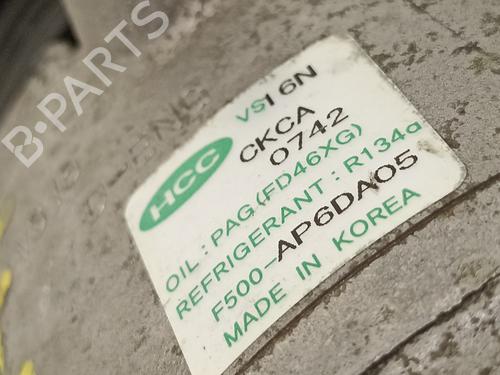 B-PARTS
HCC
VS16N
CKCA
0742
OIL : PAG (FD46XG)
REFRIGERANT : R134a
F500-AP6DA05
MADE IN KOREA